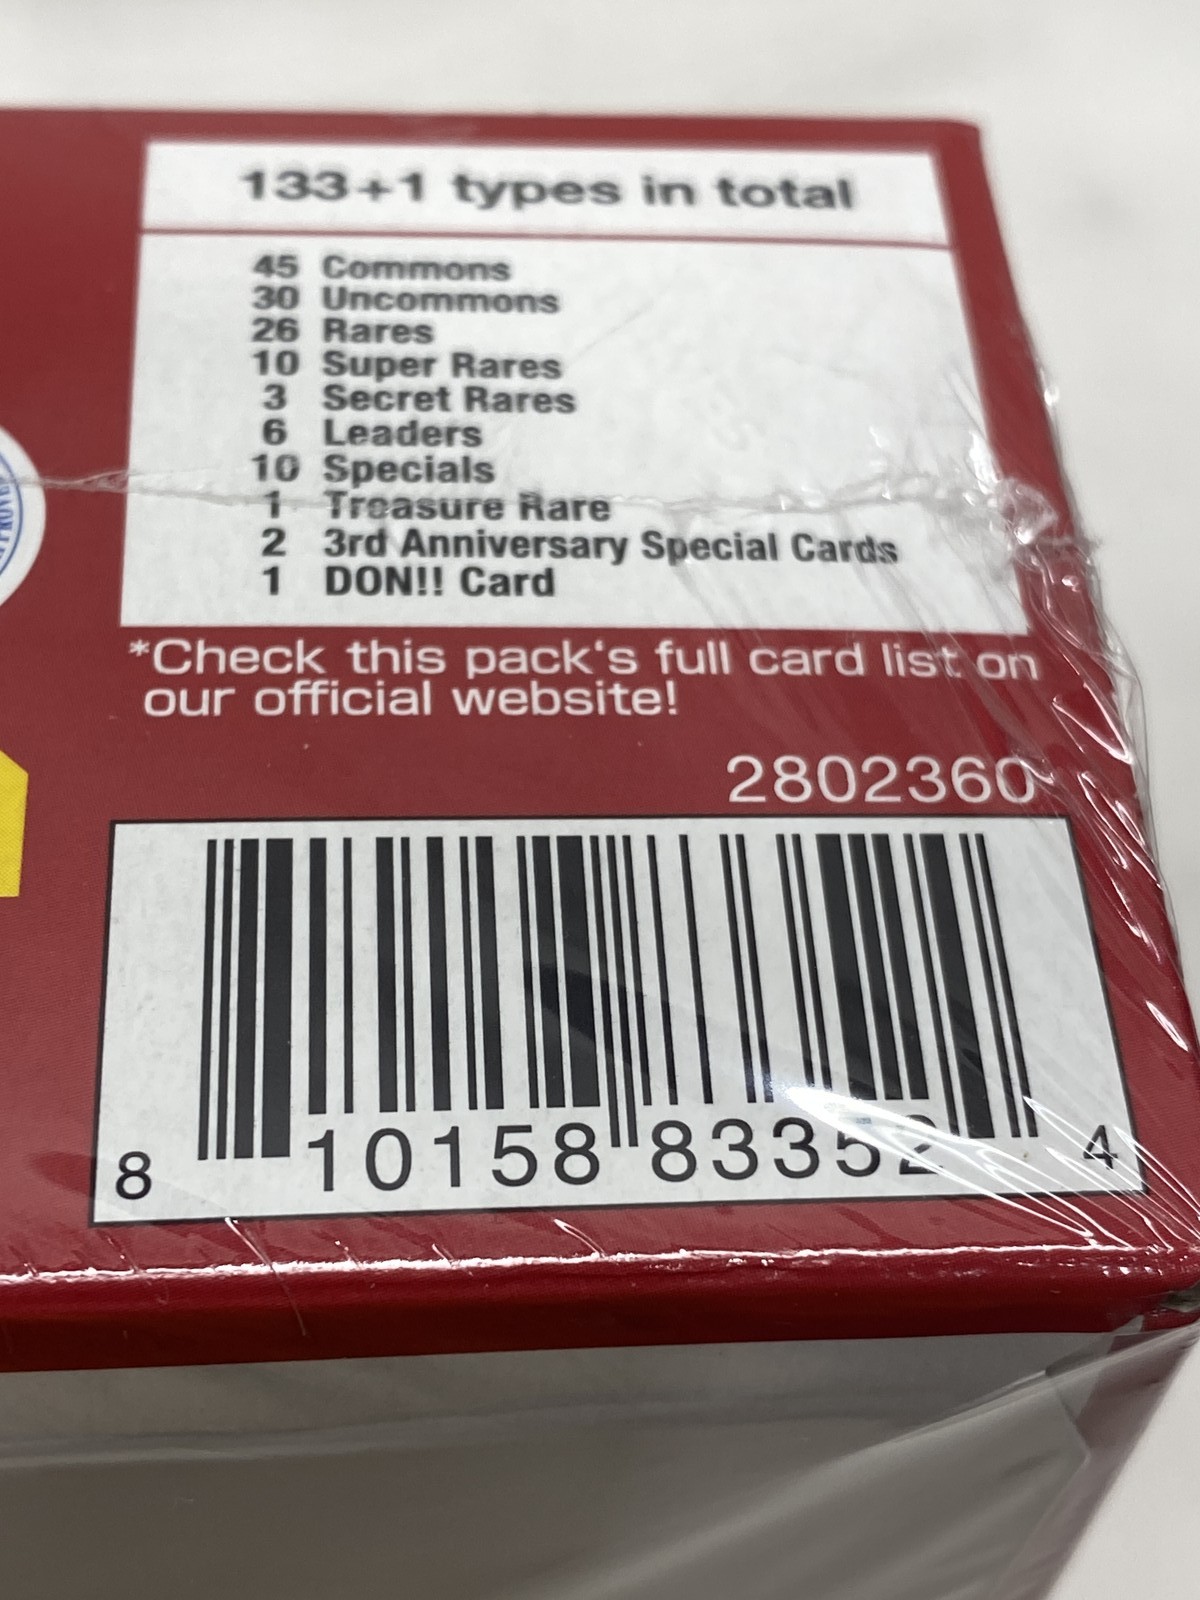 133+1 types in total
45 Commons
30 Uncommons
26 Rares
10 Super Rares
3 Secret Rares
6 Leaders
10 Specials
1 Treasure Rare
2 3rd Anniversary Special Cards
1 DON!! Card
*Check this pack's full card list on
our official website!
2802360
8 10158 83352 4